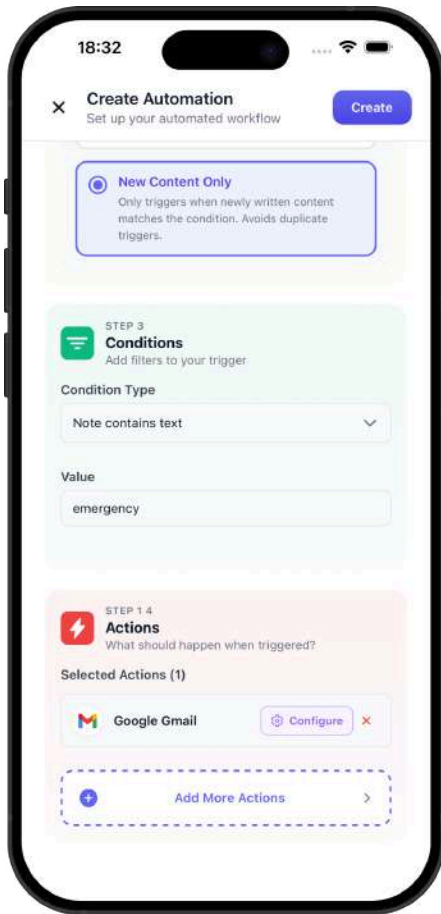 18:32
Create Automation
Set up your automated workflow
Create
New Content Only
Only triggers when newly written content
matches the condition. Avoids duplicate
triggers.
STEP 3
Conditions
Add filters to your trigger
Condition Type
Note contains text
Value
emergency
STEP 1 4
Actions
What should happen when triggered?
Selected Actions (1)
Google Gmail
Configure
Add More Actions